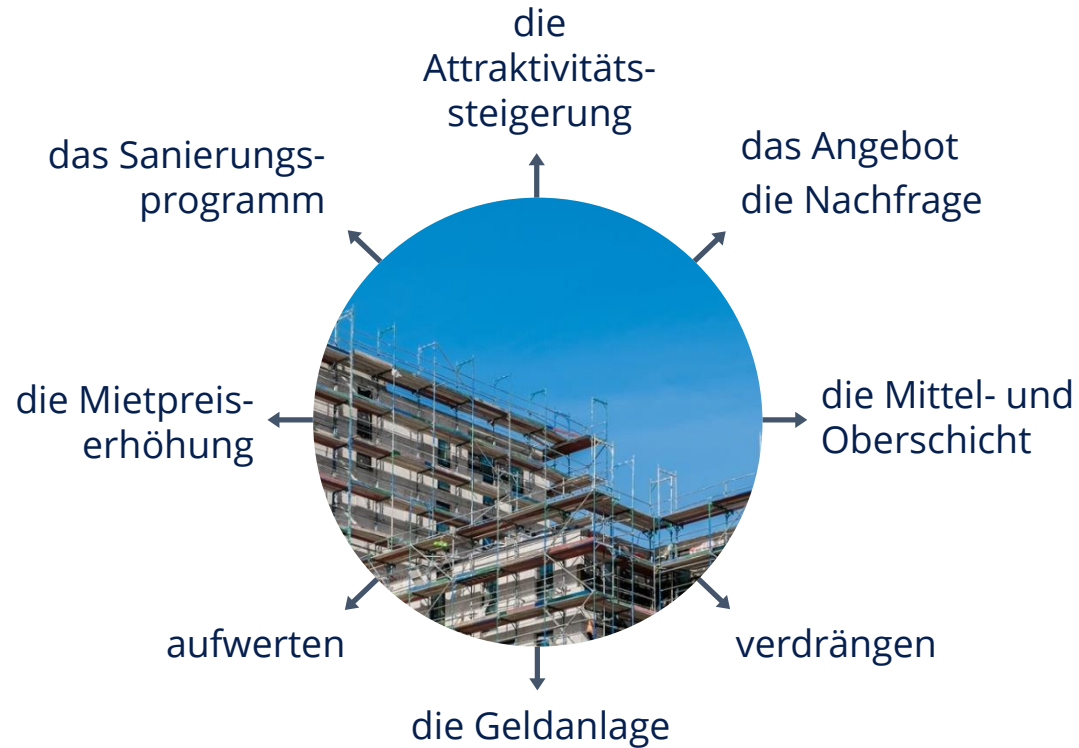 die
Attraktivitäts-
steigerung
das Angebot
die Nachfrage
die Mittel- und
Oberschicht
verdrängen
die Geldanlage
aufwerten
die Mietpreis-
erhöhung
das Sanierungs-
programm